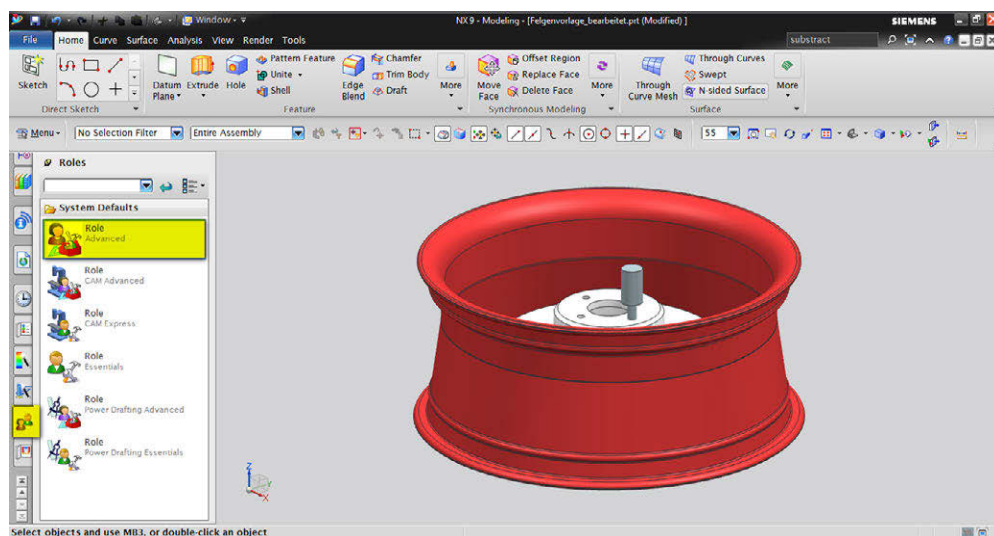 Window
NX 9 - Modeling - [Felgenvorlage_bearbeitet.prt (Modified) ]
SIEMENS
File Home Curve Surface Analysis View Render Tools
substract
Sketch
Direct Sketch
Datum Plane
Extrude
Hole
Pattern Feature
Unite
Shell
Edge Blend
Chamfer
Trim Body
Draft
More
Feature
Move Face
Offset Region
Replace Face
Delete Face
More
Synchronous Modeling
Through Curve Mesh
Through Curves
Swept
N-sided Surface
More
Surface
Menu
No Selection Filter
Entire Assembly
55
Roles
System Defaults
Role
Advanced
Role
CAM Advanced
Role
CAM Express
Role
Essentials
Role
Power Drafting Advanced
Role
Power Drafting Essentials
Z
Y
X
Select objects and use MB3, or double-click an object